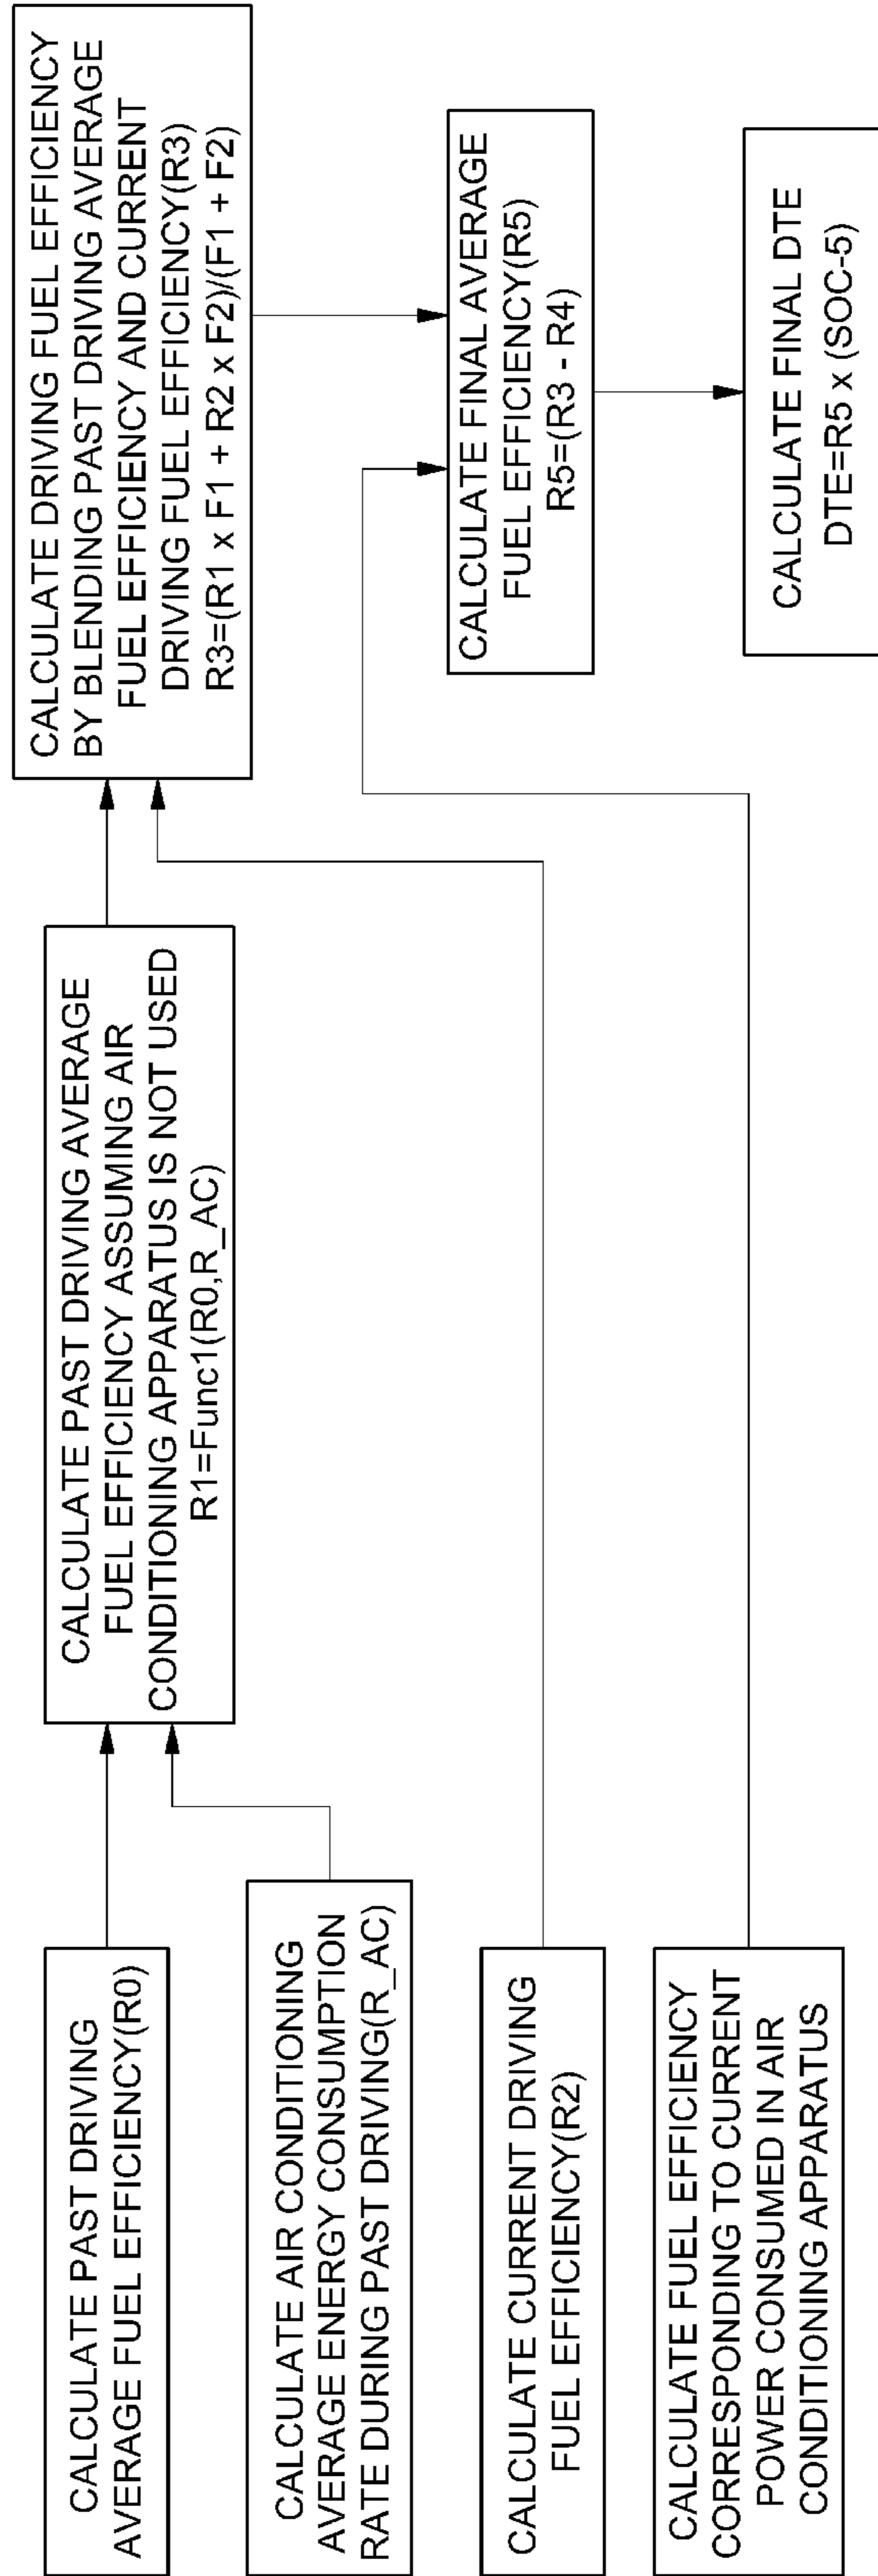 CALCULATE PAST DRIVING
AVERAGE FUEL EFFICIENCY(R0)
CALCULATE AIR CONDITIONING
AVERAGE ENERGY CONSUMPTION
RATE DURING PAST DRIVING(R_AC)
CALCULATE CURRENT DRIVING
FUEL EFFICIENCY(R2)
CALCULATE FUEL EFFICIENCY
CORRESPONDING TO CURRENT
POWER CONSUMED IN AIR
CONDITIONING APPARATUS
CALCULATE PAST DRIVING AVERAGE
FUEL EFFICIENCY ASSUMING AIR
CONDITIONING APPARATUS IS NOT USED
R1=Func1(R0,R_AC)
CALCULATE DRIVING FUEL EFFICIENCY
BY BLENDING PAST DRIVING AVERAGE
FUEL EFFICIENCY AND CURRENT
DRIVING FUEL EFFICIENCY(R3)
R3=(R1 x F1 + R2 x F2)/(F1 + F2)
CALCULATE FINAL AVERAGE
FUEL EFFICIENCY(R5)
R5=(R3 - R4)
CALCULATE FINAL DTE
DTE=R5 x (SOC-5)